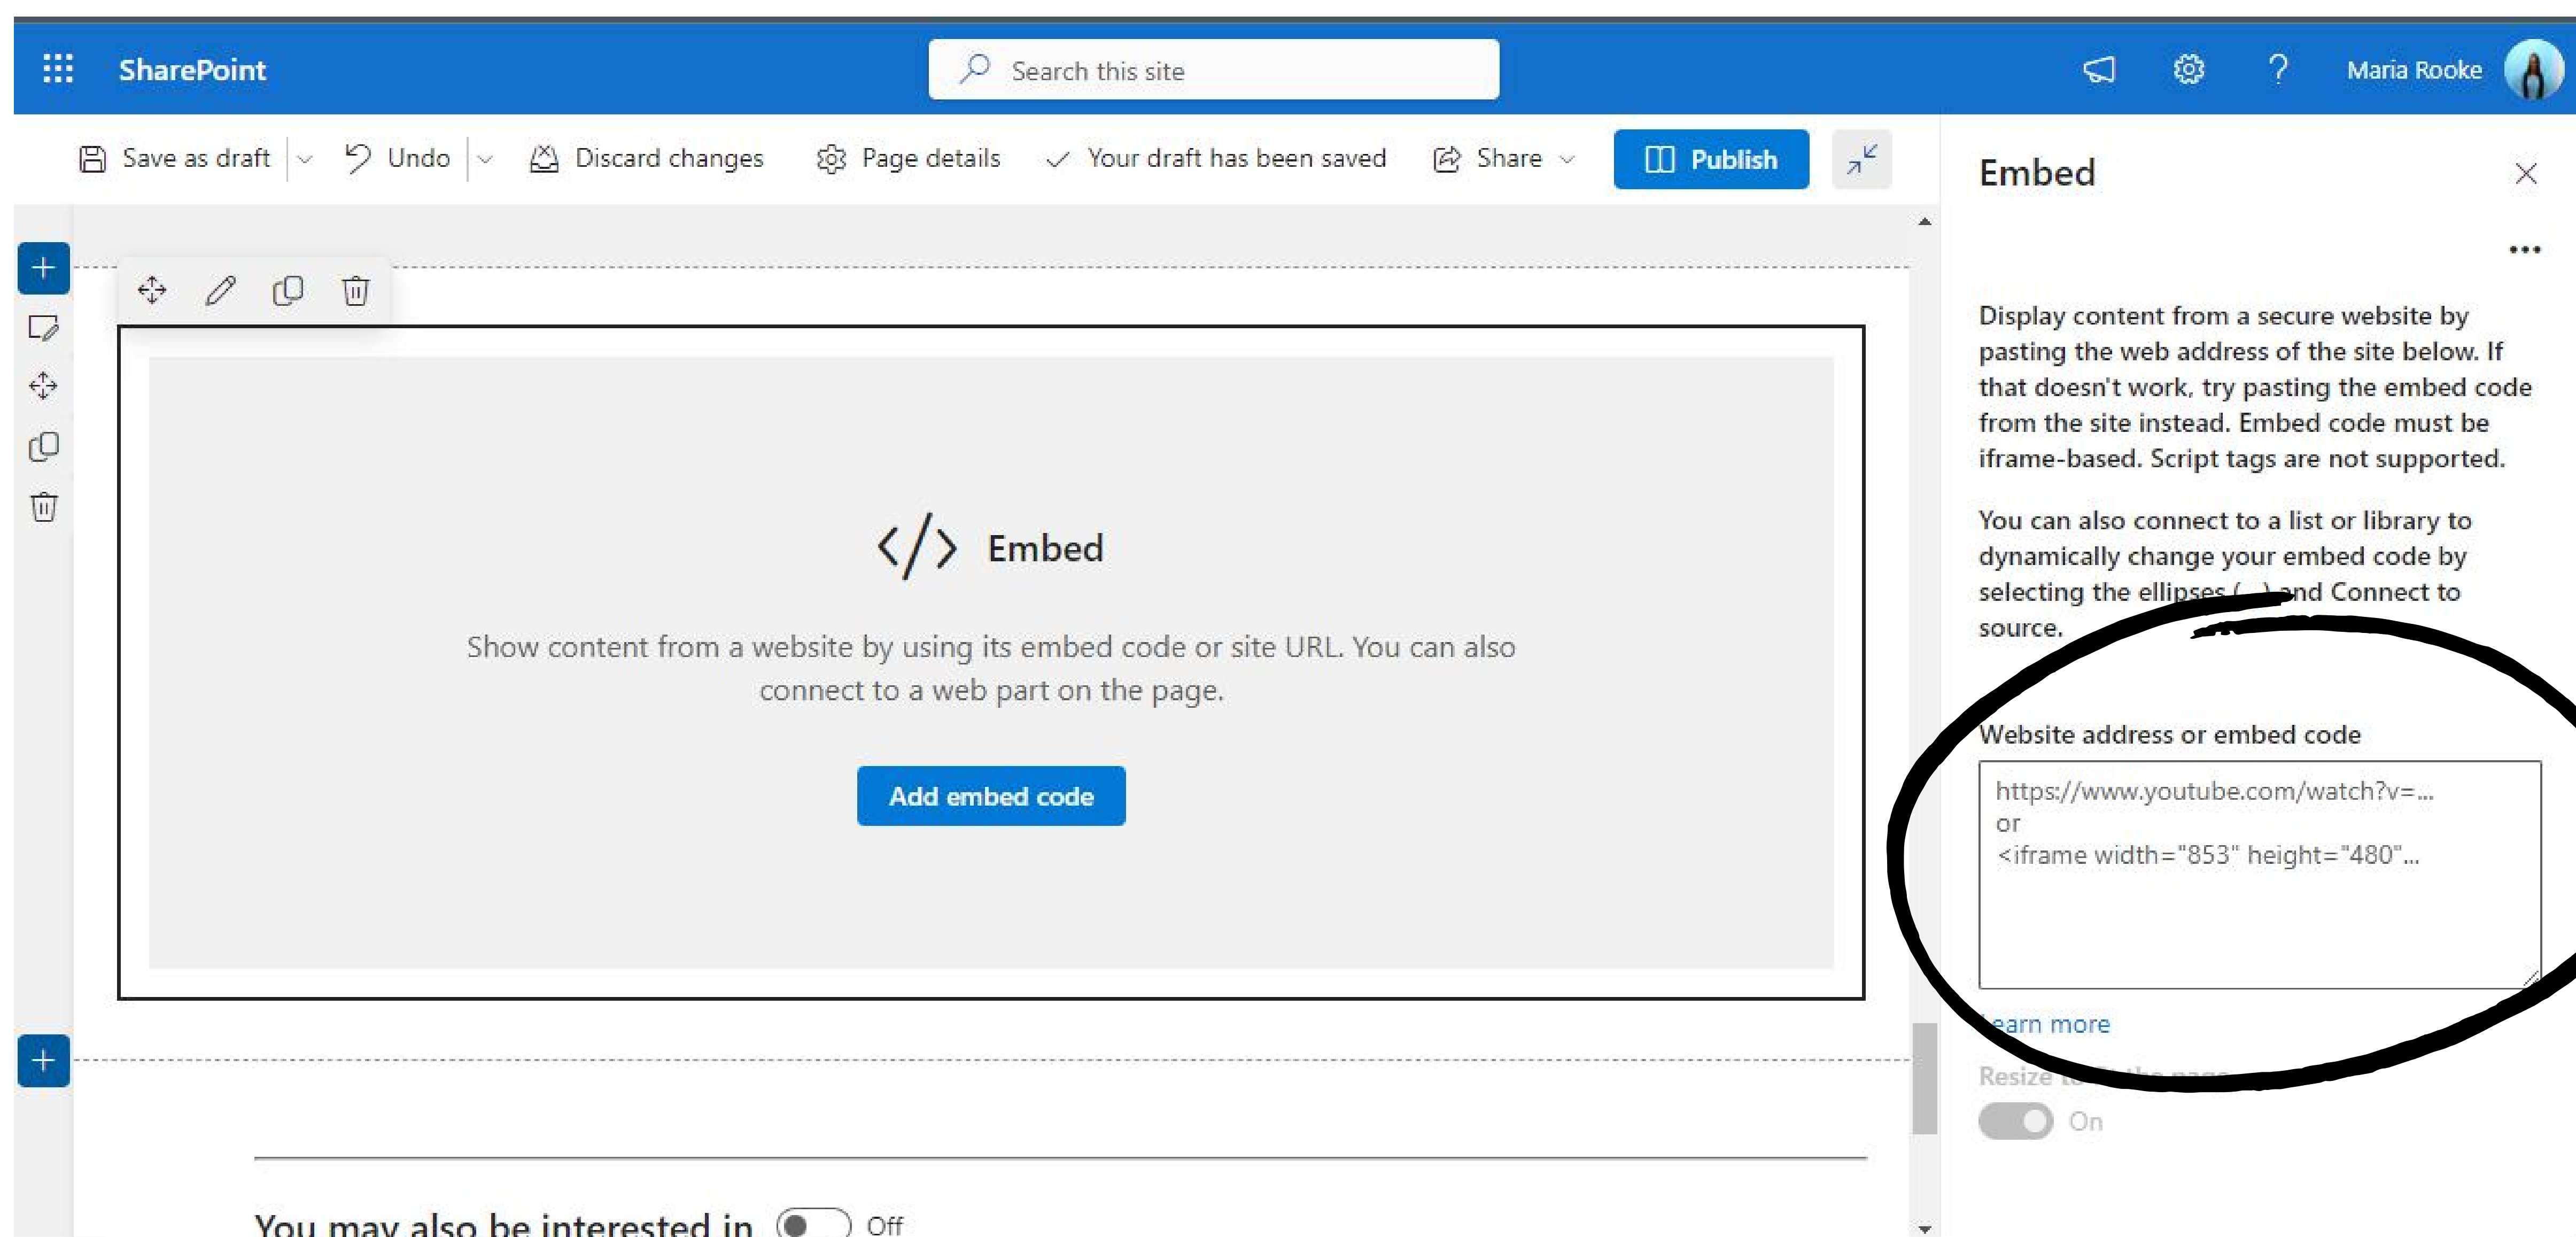 SharePoint
Search this site
Maria Rooke
Save as draft
Undo
Discard changes
Page details
Your draft has been saved
Share
Publish
Embed
Show content from a website by using its embed code or site URL. You can also
connect to a web part on the page.
Add embed code
You may also be interested in
Off
Embed
Display content from a secure website by
pasting the web address of the site below. If
that doesn't work, try pasting the embed code
from the site instead. Embed code must be
iframe-based. Script tags are not supported.
You can also connect to a list or library to
dynamically change your embed code by
selecting the ellipses (...) and Connect to
source.
Website address or embed code
https://www.youtube.com/watch?v=...
or
<iframe width="853" height="480"...
Learn more
Resize to the page
On